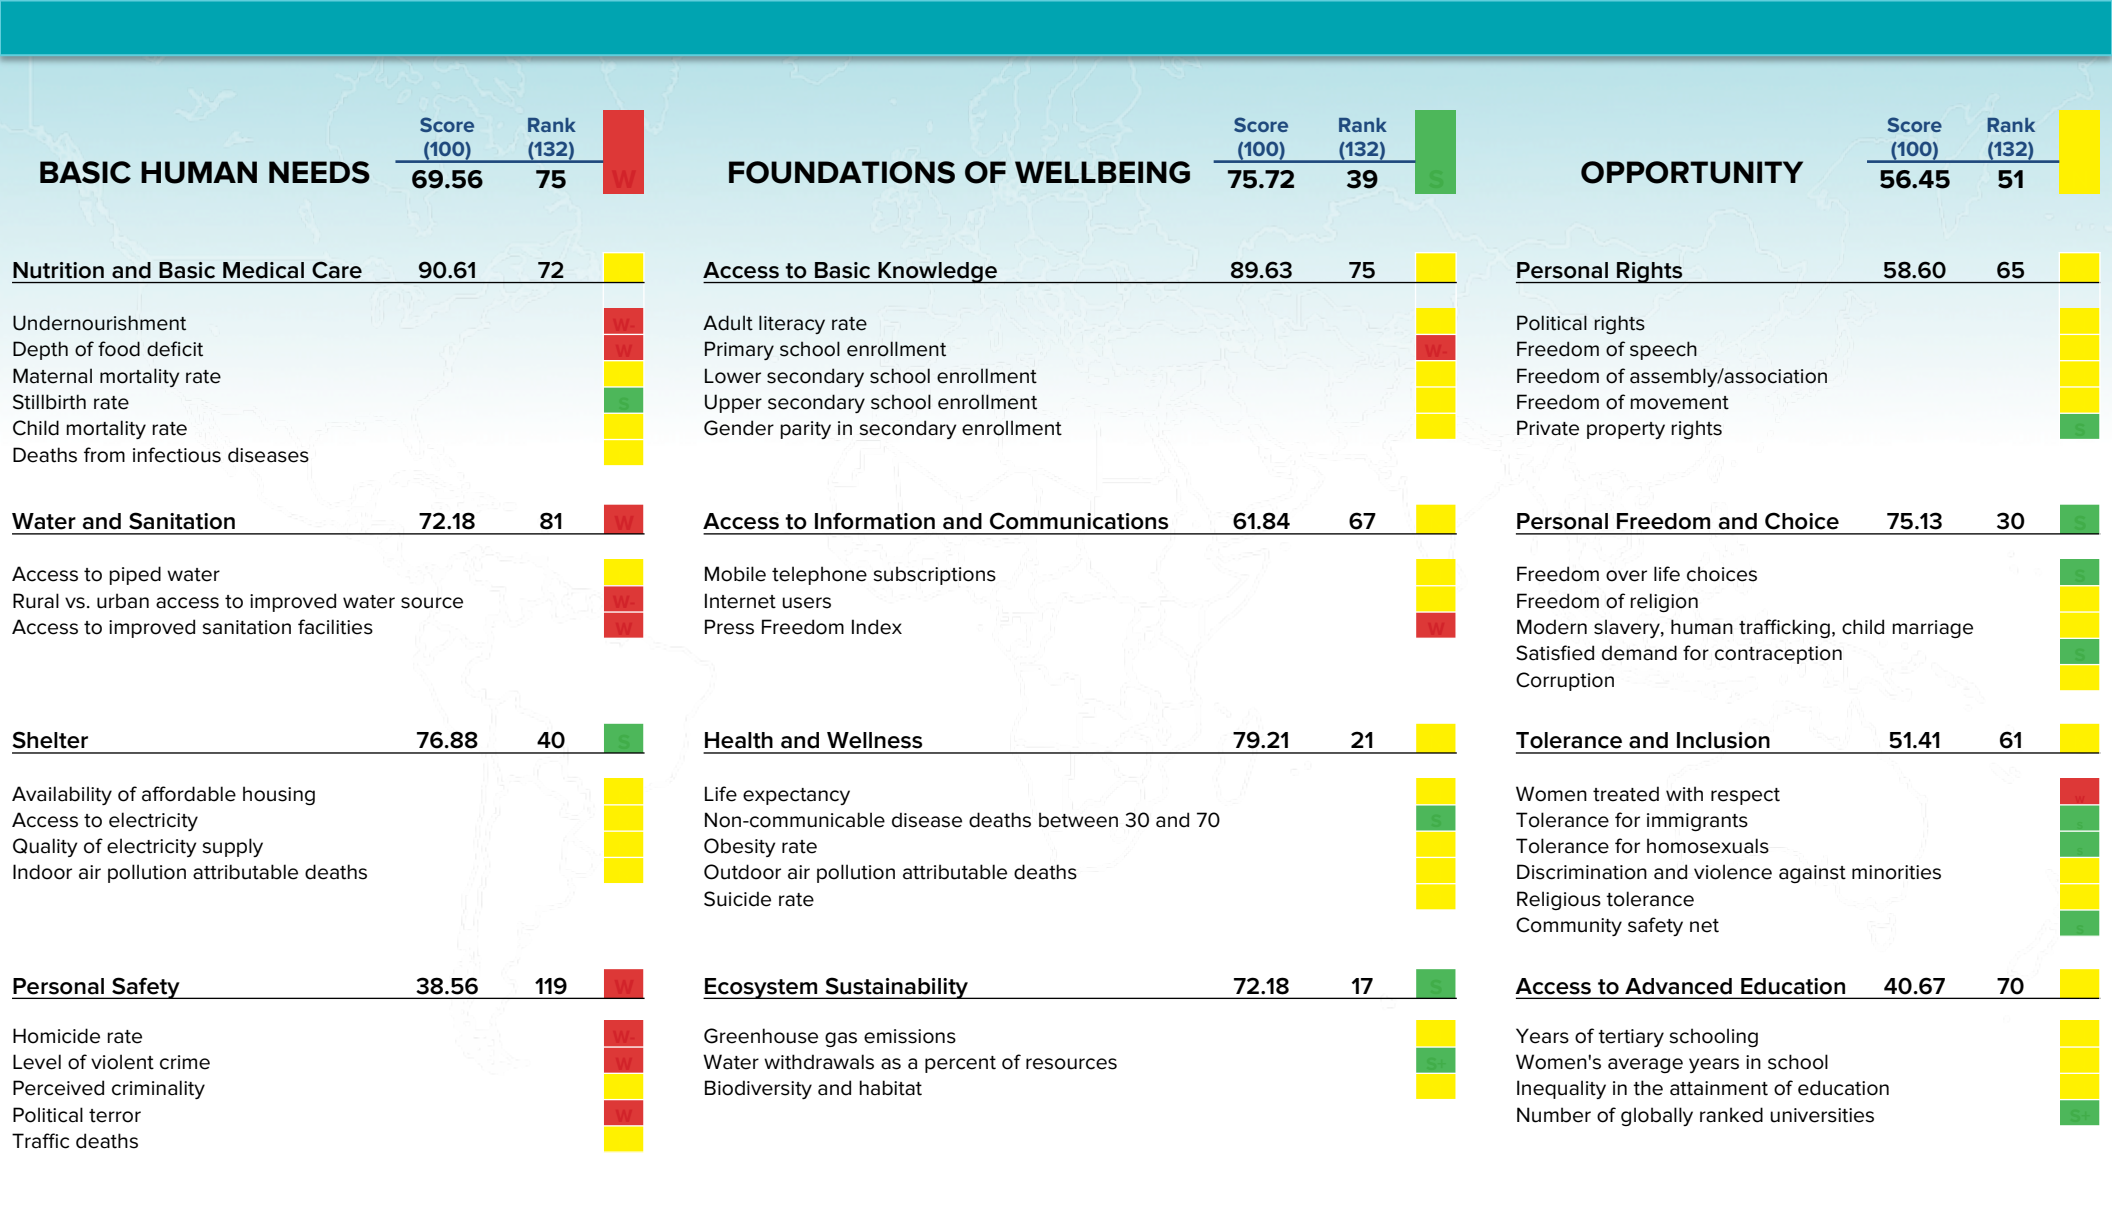 BASIC HUMAN NEEDS
Score (100)
Rank (132)
69.56 75 W
Nutrition and Basic Medical Care 90.61 72
Undernourishment W-
Depth of food deficit W
Maternal mortality rate
Stillbirth rate S
Child mortality rate
Deaths from infectious diseases
Water and Sanitation 72.18 81 W
Access to piped water
Rural vs. urban access to improved water source W-
Access to improved sanitation facilities W
Shelter 76.88 40 S
Availability of affordable housing
Access to electricity
Quality of electricity supply
Indoor air pollution attributable deaths
Personal Safety 38.56 119 W
Homicide rate W-
Level of violent crime W
Perceived criminality
Political terror W
Traffic deaths
FOUNDATIONS OF WELLBEING
Score (100)
Rank (132)
75.72 39 S
Access to Basic Knowledge 89.63 75
Adult literacy rate
Primary school enrollment W-
Lower secondary school enrollment
Upper secondary school enrollment
Gender parity in secondary enrollment
Access to Information and Communications 61.84 67
Mobile telephone subscriptions
Internet users
Press Freedom Index W
Health and Wellness 79.21 21
Life expectancy
Non-communicable disease deaths between 30 and 70 S
Obesity rate
Outdoor air pollution attributable deaths
Suicide rate
Ecosystem Sustainability 72.18 17 S
Greenhouse gas emissions
Water withdrawals as a percent of resources S+
Biodiversity and habitat
OPPORTUNITY
Score (100)
Rank (132)
56.45 51
Personal Rights 58.60 65
Political rights
Freedom of speech
Freedom of assembly/association
Freedom of movement
Private property rights S
Personal Freedom and Choice 75.13 30 S
Freedom over life choices S
Freedom of religion
Modern slavery, human trafficking, child marriage
Satisfied demand for contraception S
Corruption
Tolerance and Inclusion 51.41 61
Women treated with respect W
Tolerance for immigrants S
Tolerance for homosexuals S
Discrimination and violence against minorities
Religious tolerance
Community safety net S
Access to Advanced Education 40.67 70
Years of tertiary schooling
Women's average years in school
Inequality in the attainment of education
Number of globally ranked universities S+